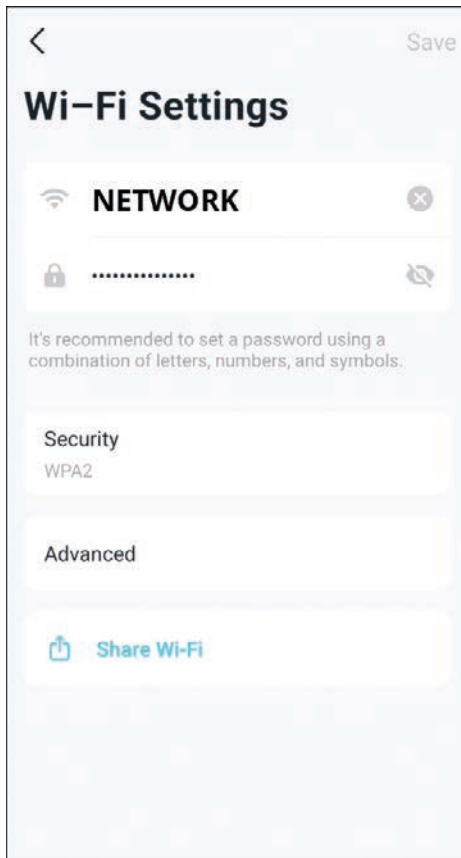 Save
Wi–Fi Settings
NETWORK
···············
It's recommended to set a password using a
combination of letters, numbers, and symbols.
Security
WPA2
Advanced
Share Wi-Fi